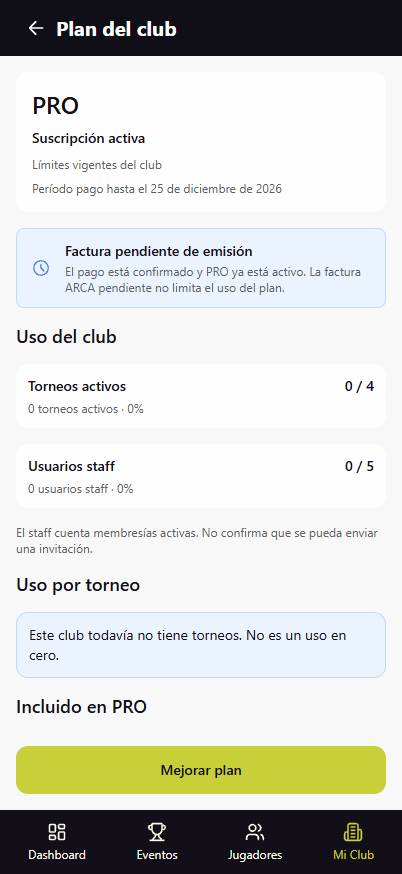 Plan del club
PRO
Suscripción activa
Límites vigentes del club
Período pago hasta el 25 de diciembre de 2026
Factura pendiente de emisión
El pago está confirmado y PRO ya está activo. La factura
ARCA pendiente no limita el uso del plan.
Uso del club
Torneos activos 0 / 4
0 torneos activos · 0%
Usuarios staff 0 / 5
0 usuarios staff · 0%
El staff cuenta membresías activas. No confirma que se pueda enviar
una invitación.
Uso por torneo
Este club todavía no tiene torneos. No es un uso en
cero.
Incluido en PRO
Mejorar plan
Dashboard Eventos Jugadores Mi Club